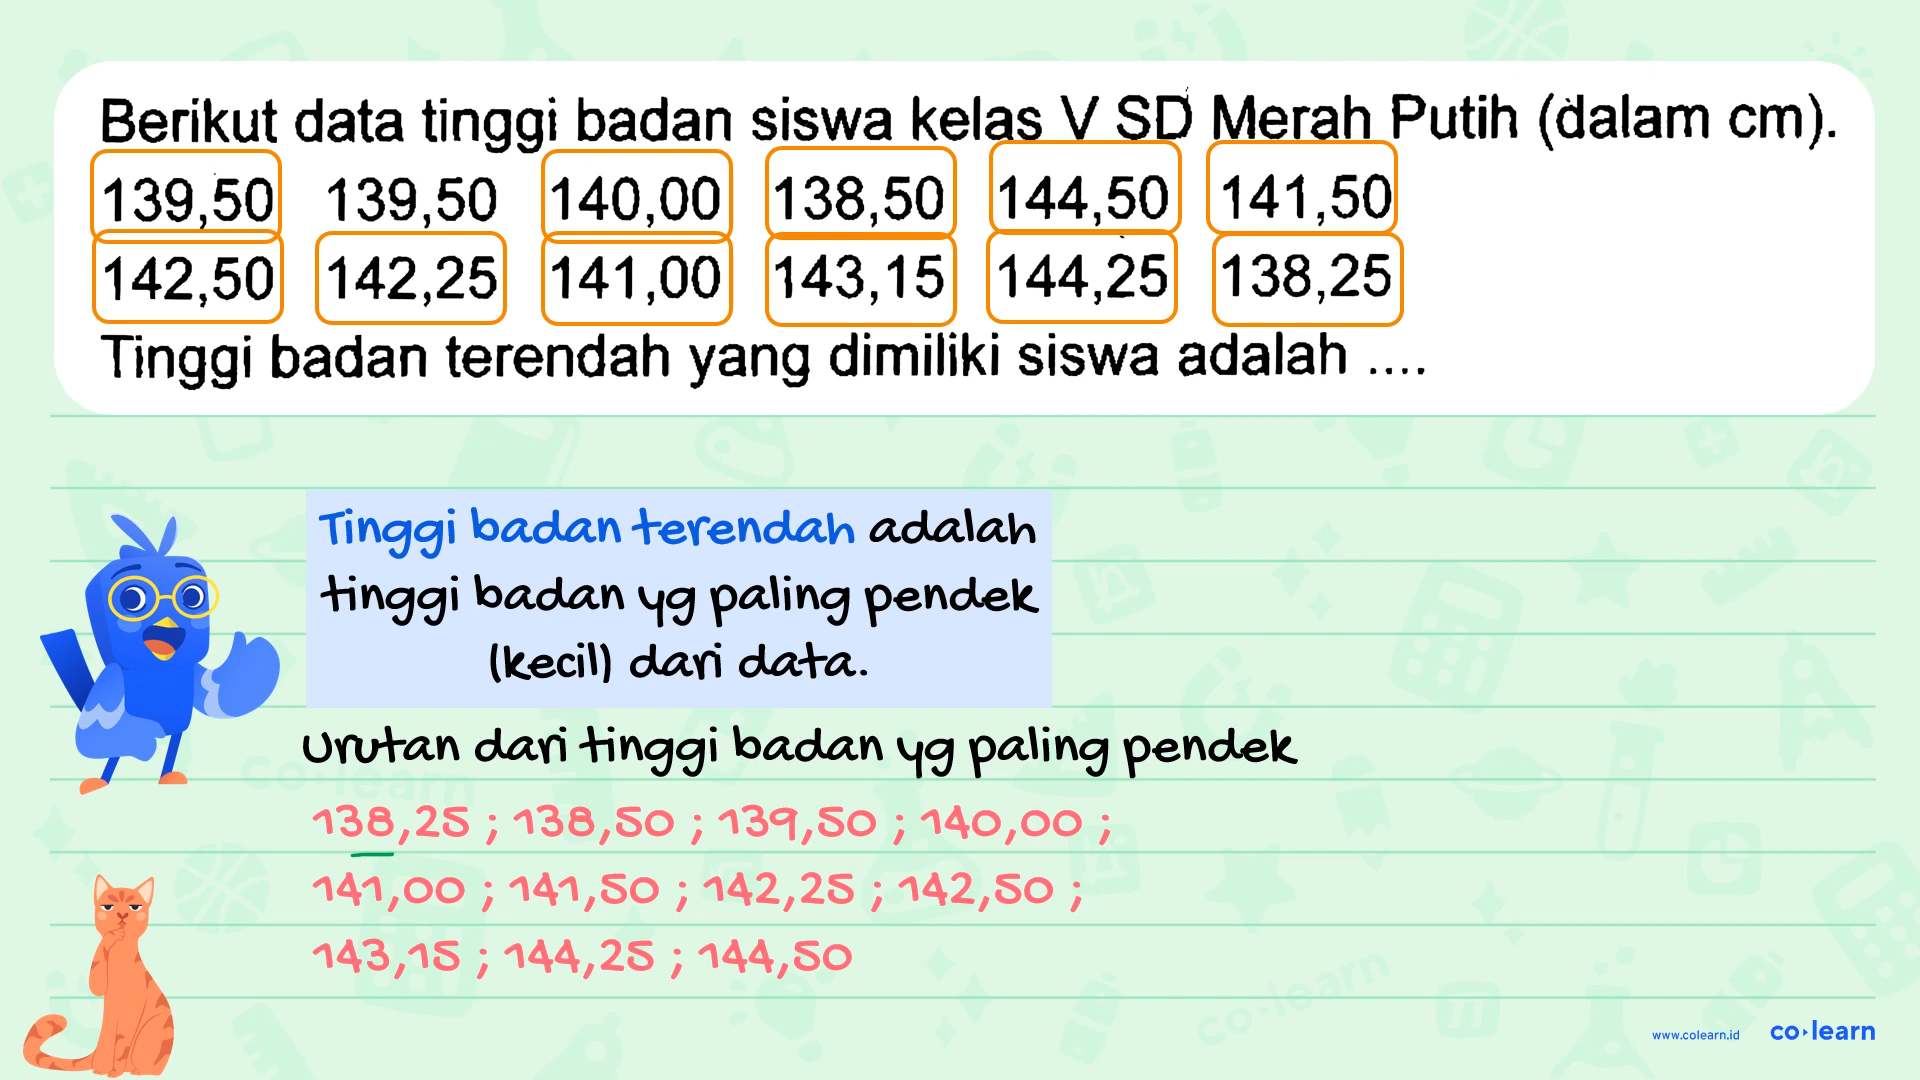 Berikut data tinggi badan siswa kelas V SD Merah Putih (dalam cm).
139,50 139,50 140,00 138,50 144,50 141,50
142,50 142,25 141,00 143,15 144,25 138,25
Tinggi badan terendah yang dimiliki siswa adalah ....
Tinggi badan terendah adalah
tinggi badan yg paling pendek
(kecil) dari data.
Urutan dari tinggi badan yg paling pendek
138,25 ; 138,50 ; 139,50 ; 140,00 ;
141,00 ; 141,50 ; 142,25 ; 142,50 ;
143,15 ; 144,25 ; 144,50
co learn
co learn
www.colearn.id co learn